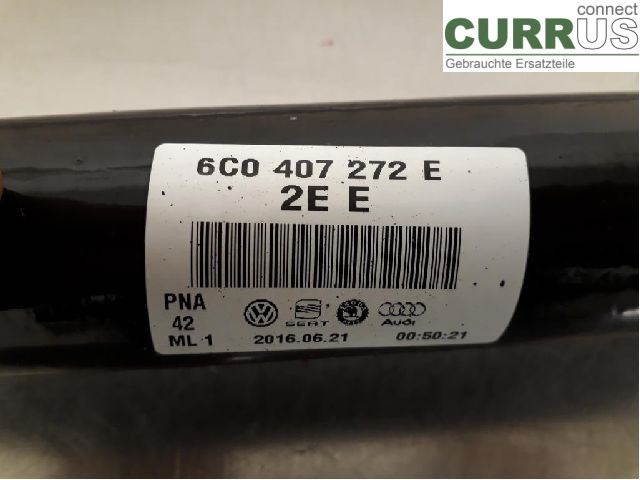 connect
CURRUS
Gebrauchte Ersatzteile
6C0 407 272 E
2E E
PNA
42
SEAT
Audi
ML 1
2016.06.21
00:50:21